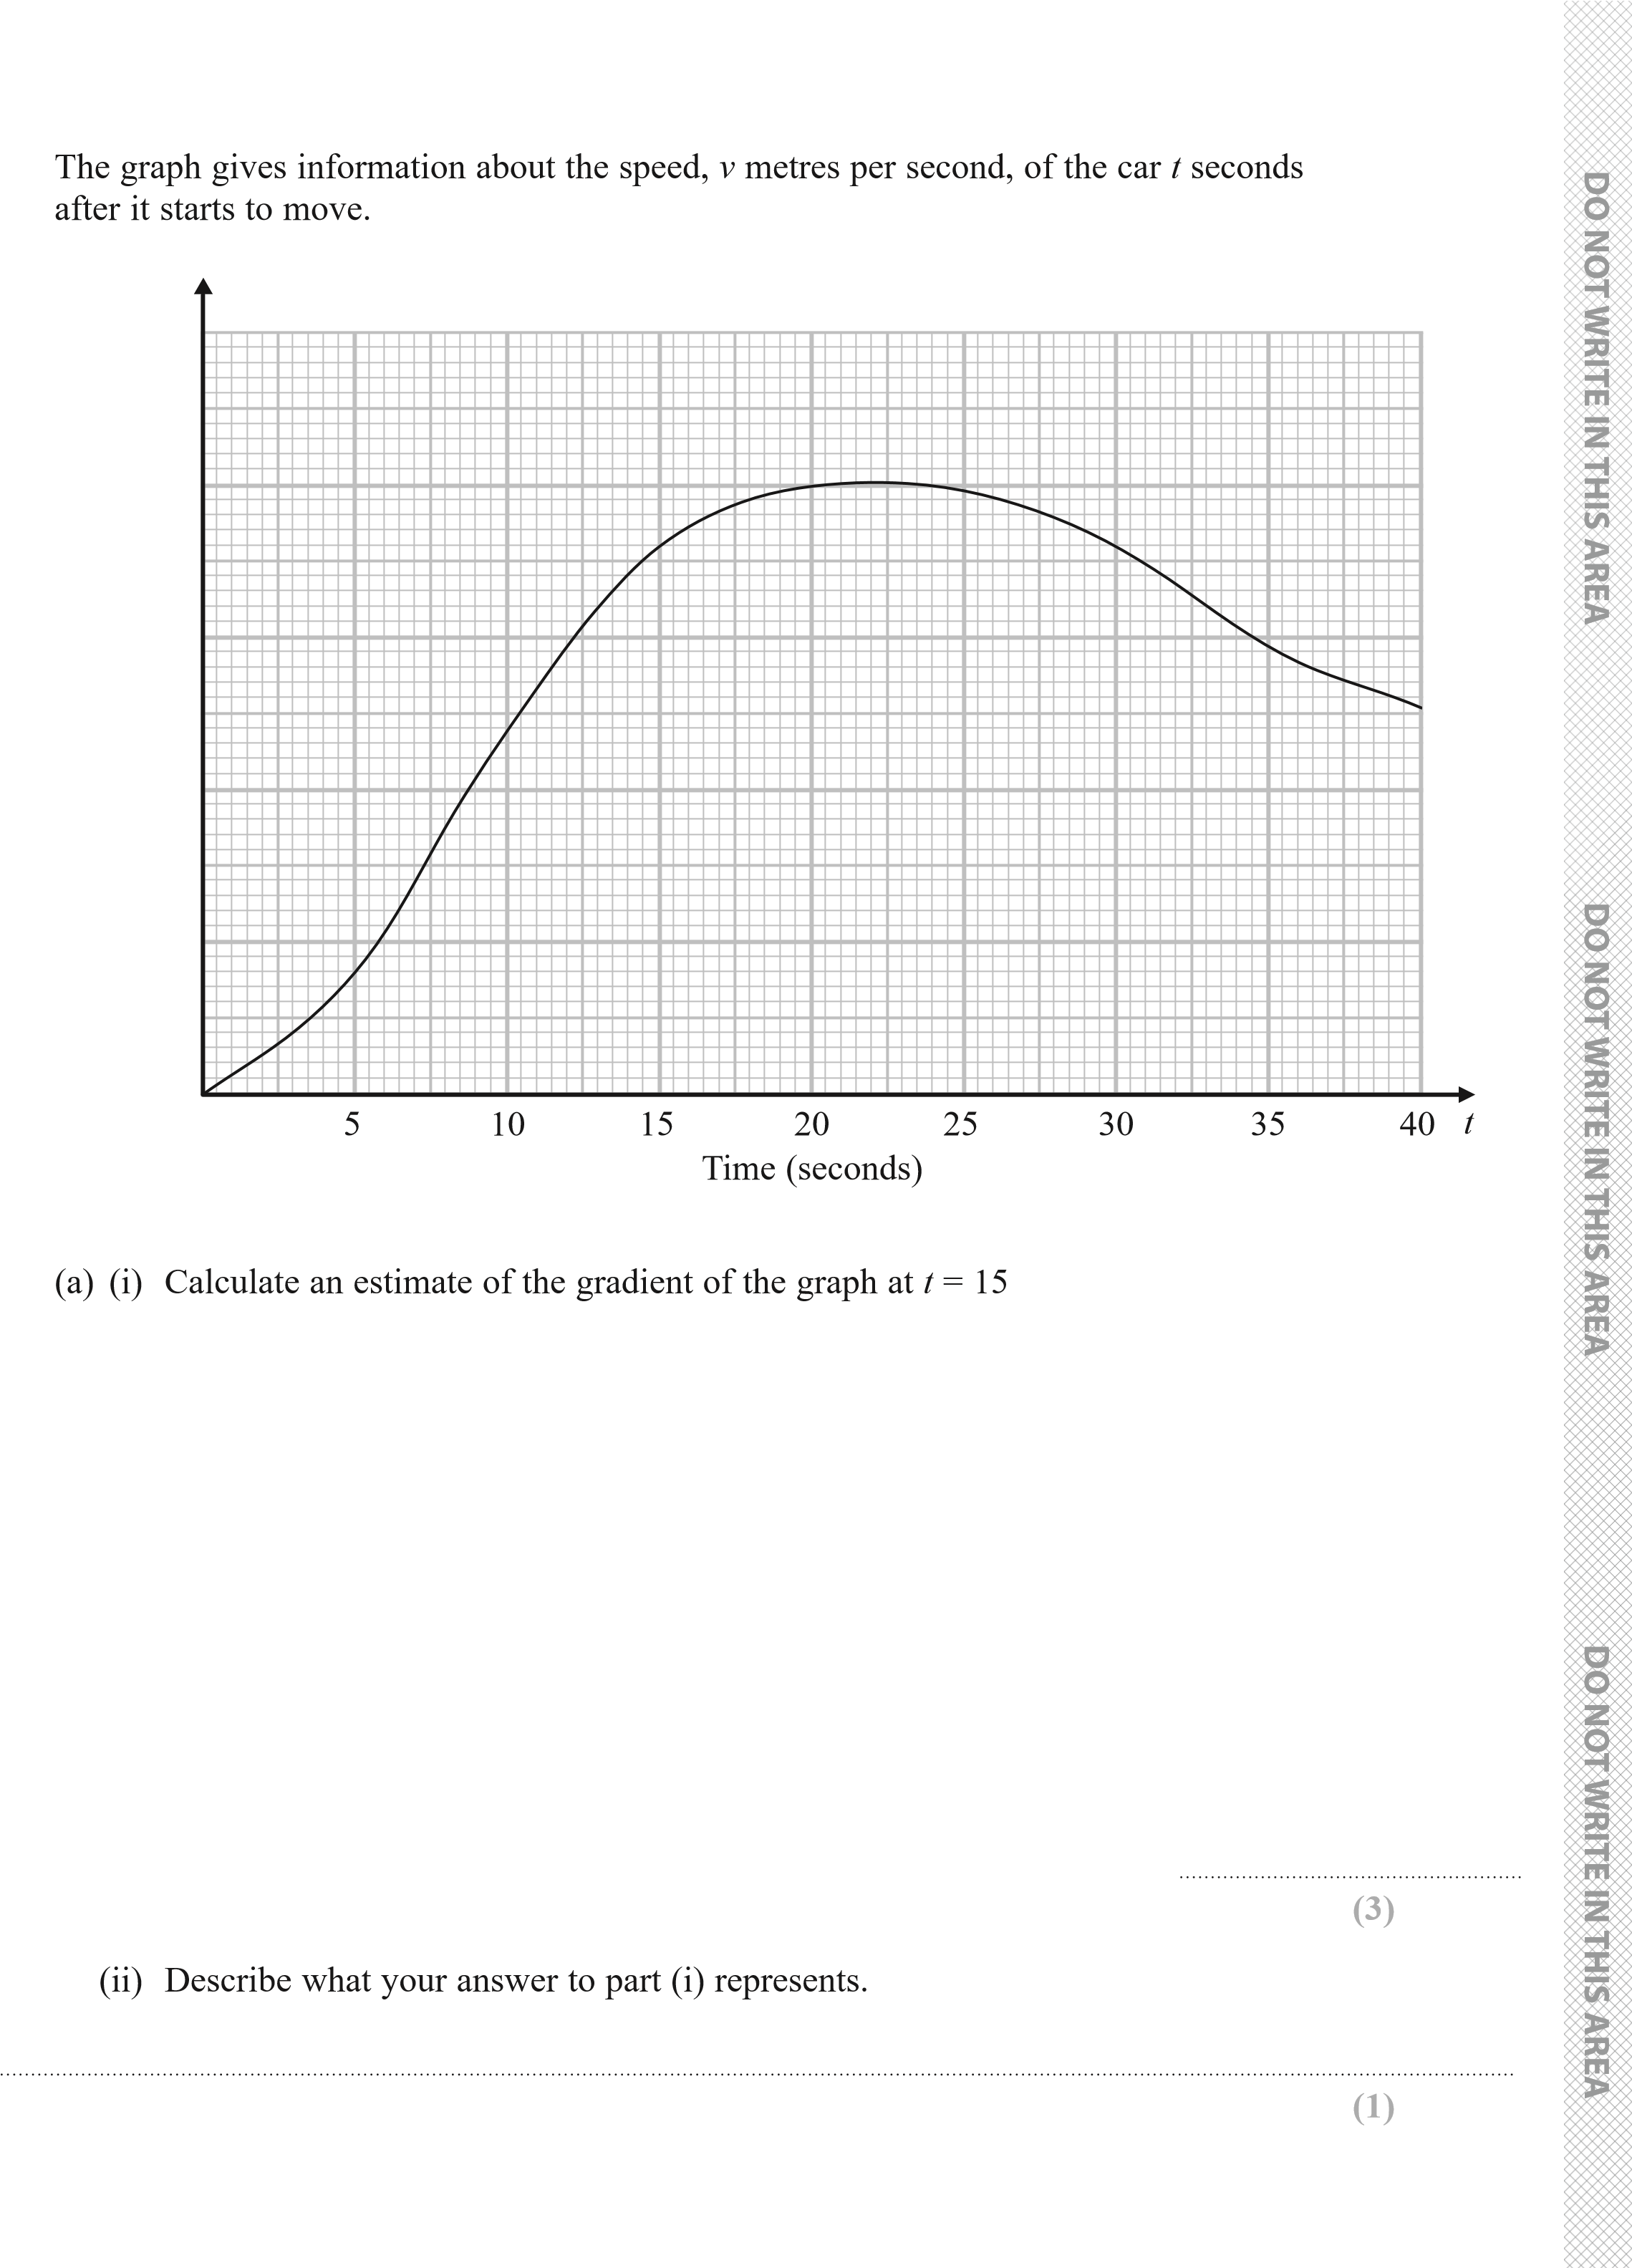 The graph gives information about the speed, v metres per second, of the car t seconds
after it starts to move.
5 10 15 20 25 30 35 40 t
Time (seconds)
(a) (i) Calculate an estimate of the gradient of the graph at t = 15
(3)
(ii) Describe what your answer to part (i) represents.
(1)
DO NOT WRITE IN THIS AREA
DO NOT WRITE IN THIS AREA
DO NOT WRITE IN THIS AREA